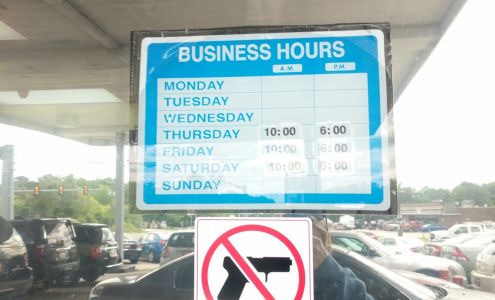 BUSINESS HOURS
A.M. P.M.
MONDAY
TUESDAY
WEDNESDAY
THURSDAY 10:00 6:00
FRIDAY 10:00 6:00
SATURDAY 10:00 6:00
SUNDAY